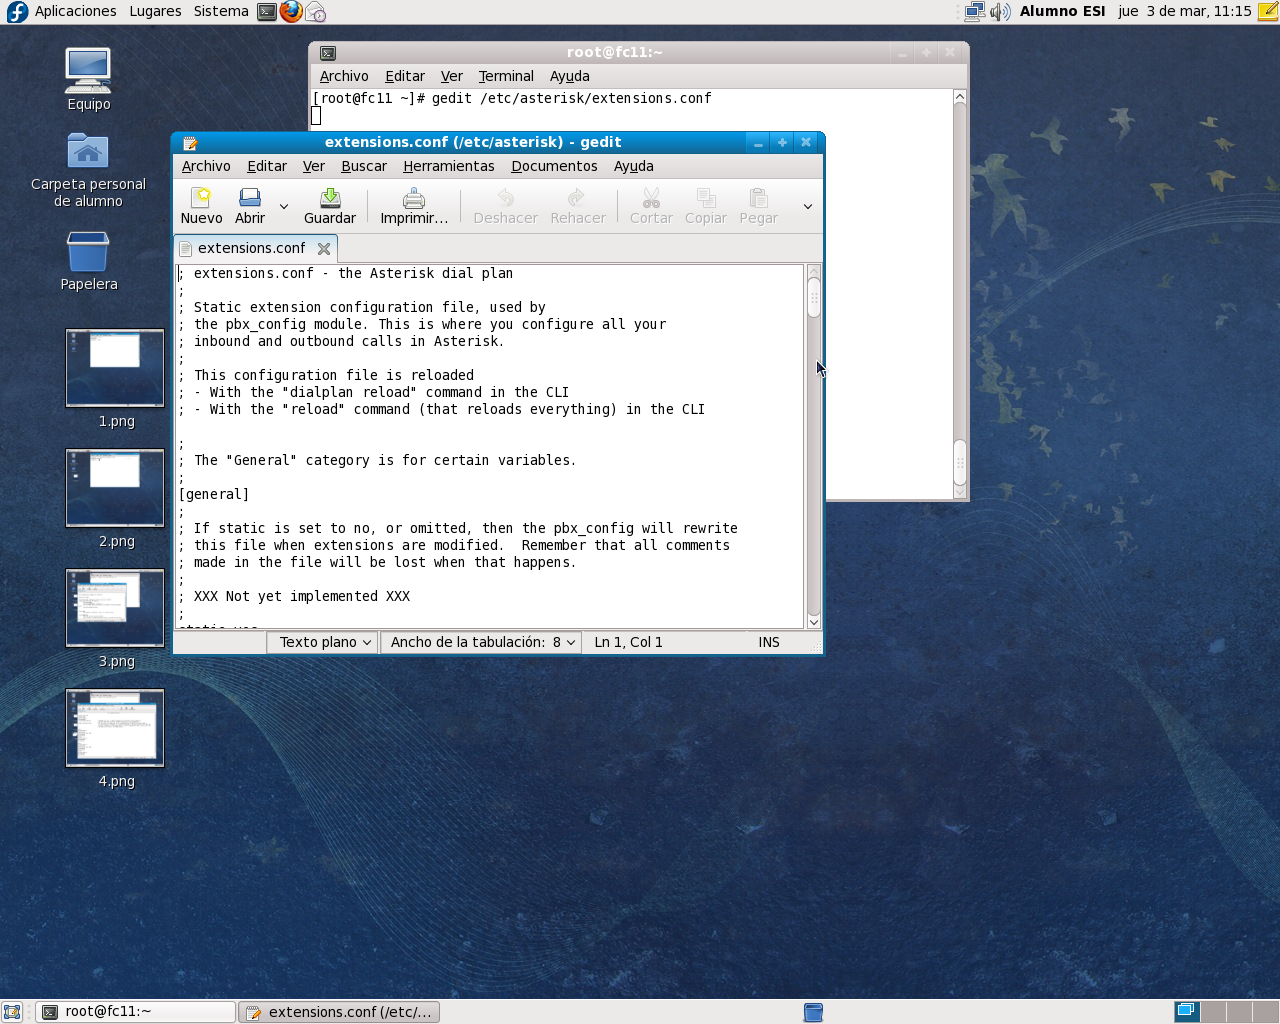 Aplicaciones Lugares Sistema
Alumno ESI jue 3 de mar, 11:15
Equipo
Carpeta personal
de alumno
Papelera
1.png
2.png
3.png
4.png
root@fc11:~
Archivo Editar Ver Terminal Ayuda
[root@fc11 ~]# gedit /etc/asterisk/extensions.conf
extensions.conf (/etc/asterisk) - gedit
Archivo Editar Ver Buscar Herramientas Documentos Ayuda
Nuevo Abrir Guardar Imprimir... Deshacer Rehacer Cortar Copiar Pegar
extensions.conf
; extensions.conf - the Asterisk dial plan
;
; Static extension configuration file, used by
; the pbx_config module. This is where you configure all your
; inbound and outbound calls in Asterisk.
;
; This configuration file is reloaded
; - With the "dialplan reload" command in the CLI
; - With the "reload" command (that reloads everything) in the CLI
;
; The "General" category is for certain variables.
;
[general]
;
; If static is set to no, or omitted, then the pbx_config will rewrite
; this file when extensions are modified.  Remember that all comments
; made in the file will be lost when that happens.
;
; XXX Not yet implemented XXX
;
Texto plano Ancho de la tabulación: 8 Ln 1, Col 1 INS
root@fc11:~
extensions.conf (/etc/...